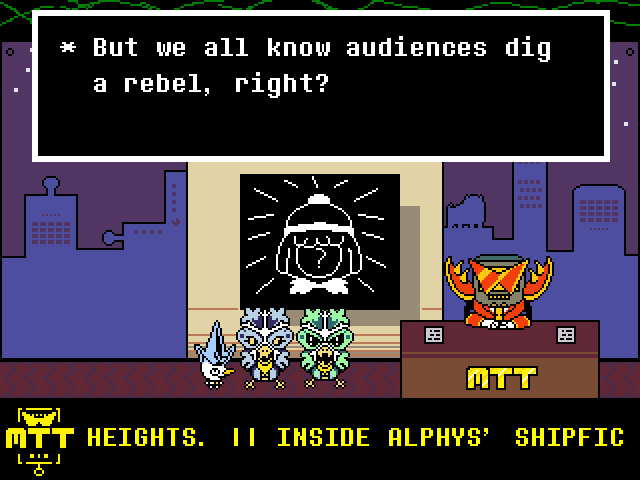 * But we all know audiences dig
a rebel, right?
?
MTT
MTT HEIGHTS. || INSIDE ALPHYS' SHIPFIC